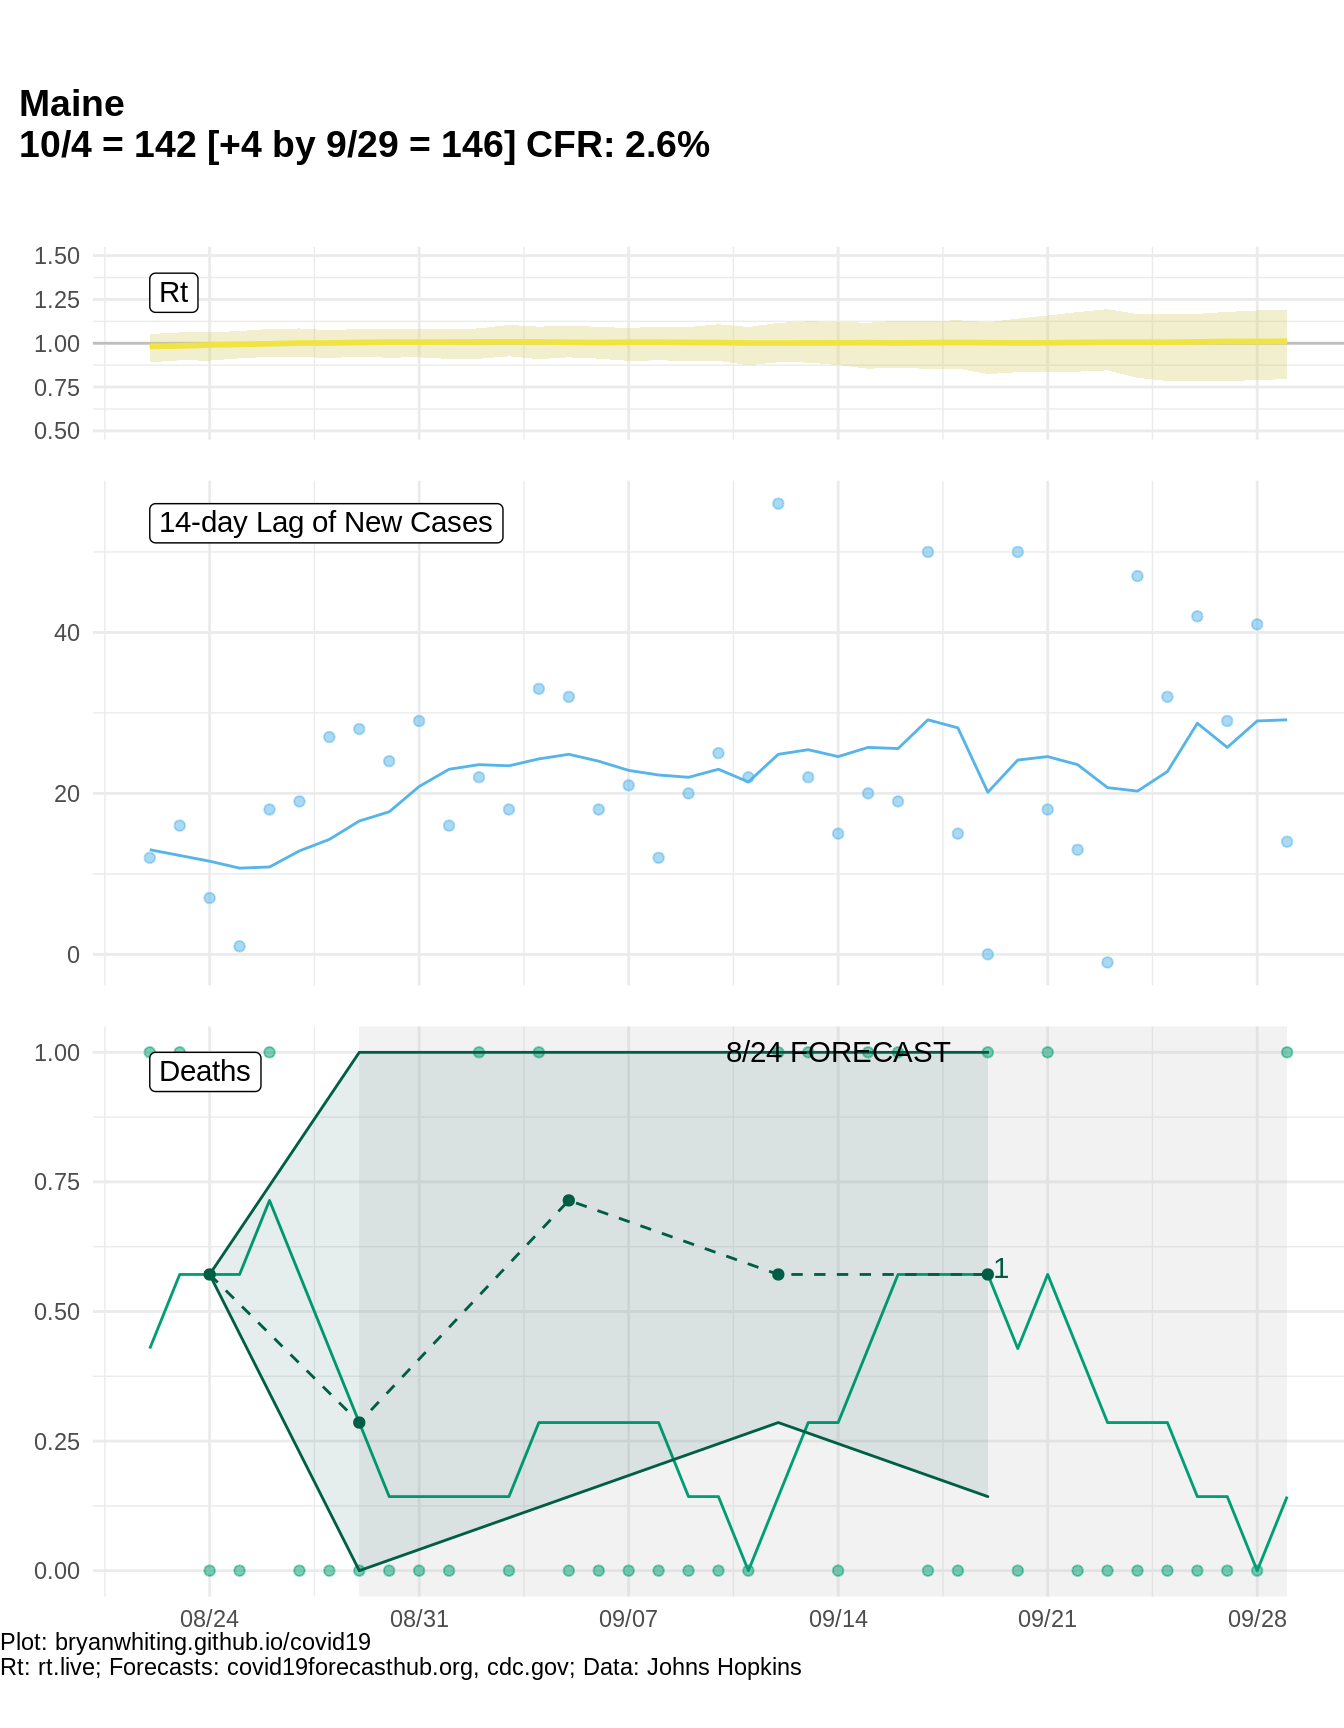 Maine
10/4 = 142 [+4 by 9/29 = 146] CFR: 2.6%
1.50
Rt
1.25
1.00
0.75
0.50
14-day Lag of New Cases
40
20
0
8/24 FORECAST
1.00
Deaths
0.75
1
0.50
0.25
0.00
08/24 08/31 09/07 09/14 09/21 09/28
Plot: bryanwhiting.github.io/covid19
Rt: rt.live; Forecasts: covid19forecasthub.org, cdc.gov; Data: Johns Hopkins